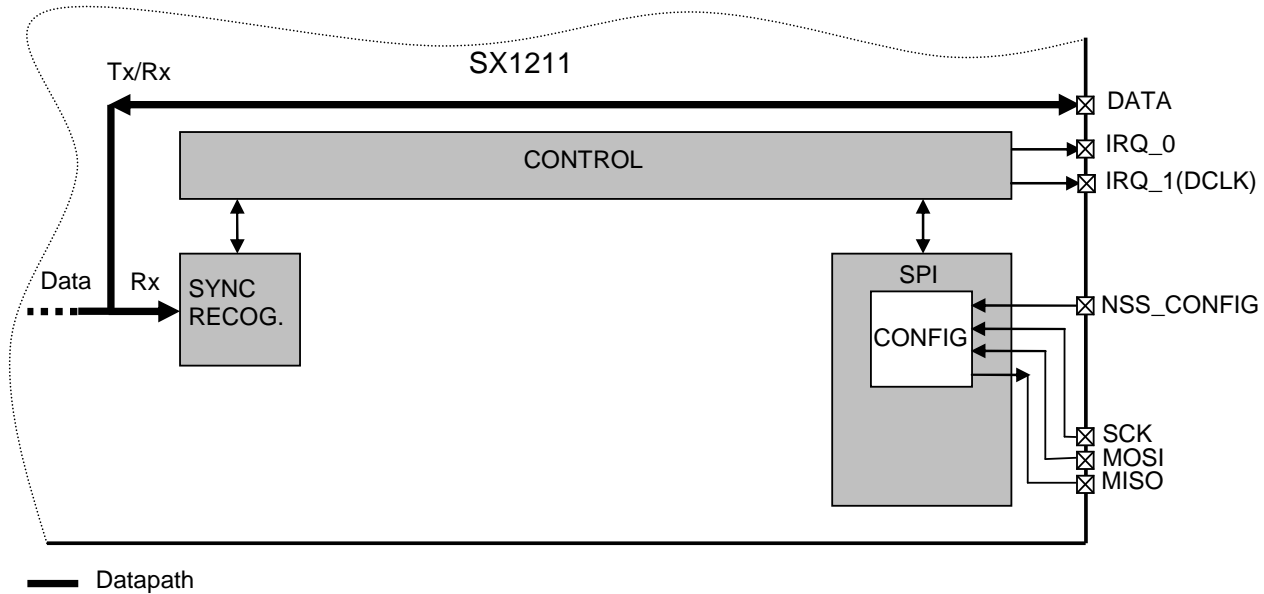 SX1211
Tx/Rx
DATA
IRQ_0
CONTROL
IRQ_1(DCLK)
Data
Rx
SYNC
RECOG.
SPI
NSS_CONFIG
CONFIG
SCK
MOSI
MISO
Datapath